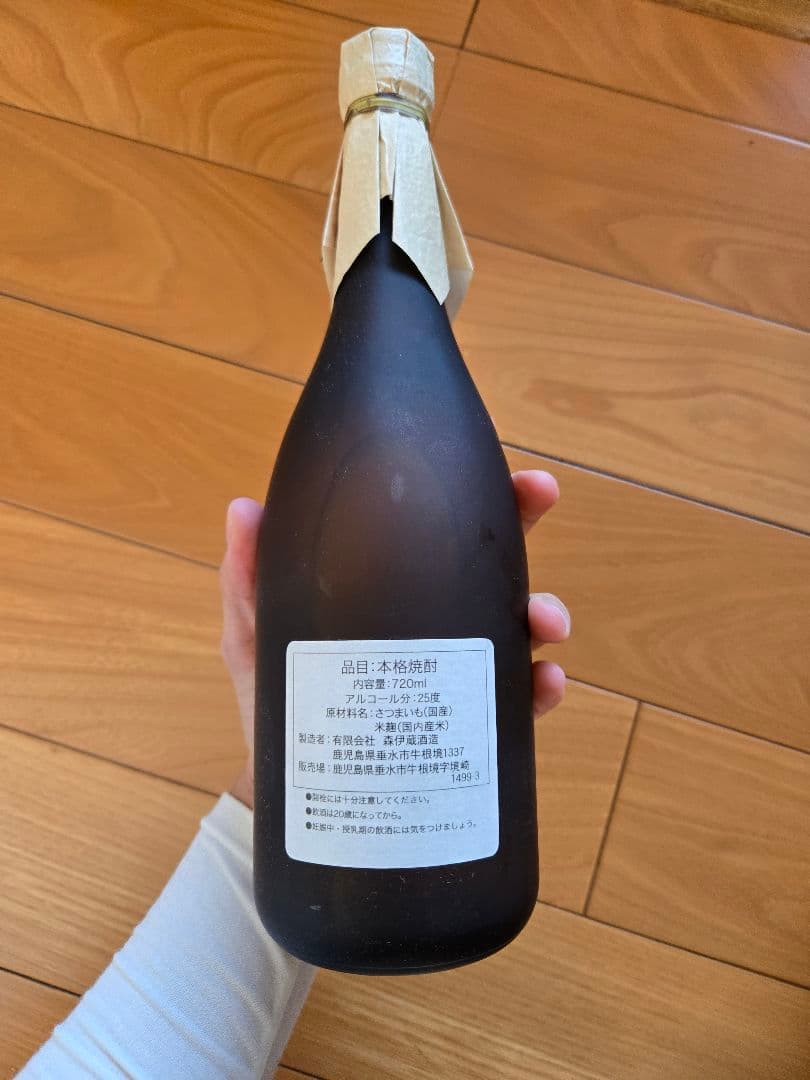 品目:本格焼酎
内容量:720ml
アルコール分:25度
原材料名:さつまいも(国産)
米麹(国内産米)
製造者:有限会社 森伊蔵酒造
鹿児島県垂水市牛根境1337
販売場:鹿児島県垂水市牛根境字境崎
1499-3
●開栓には十分注意してください。
●飲酒は20歳になってから。
●妊娠中・授乳期の飲酒には気をつけましょう。